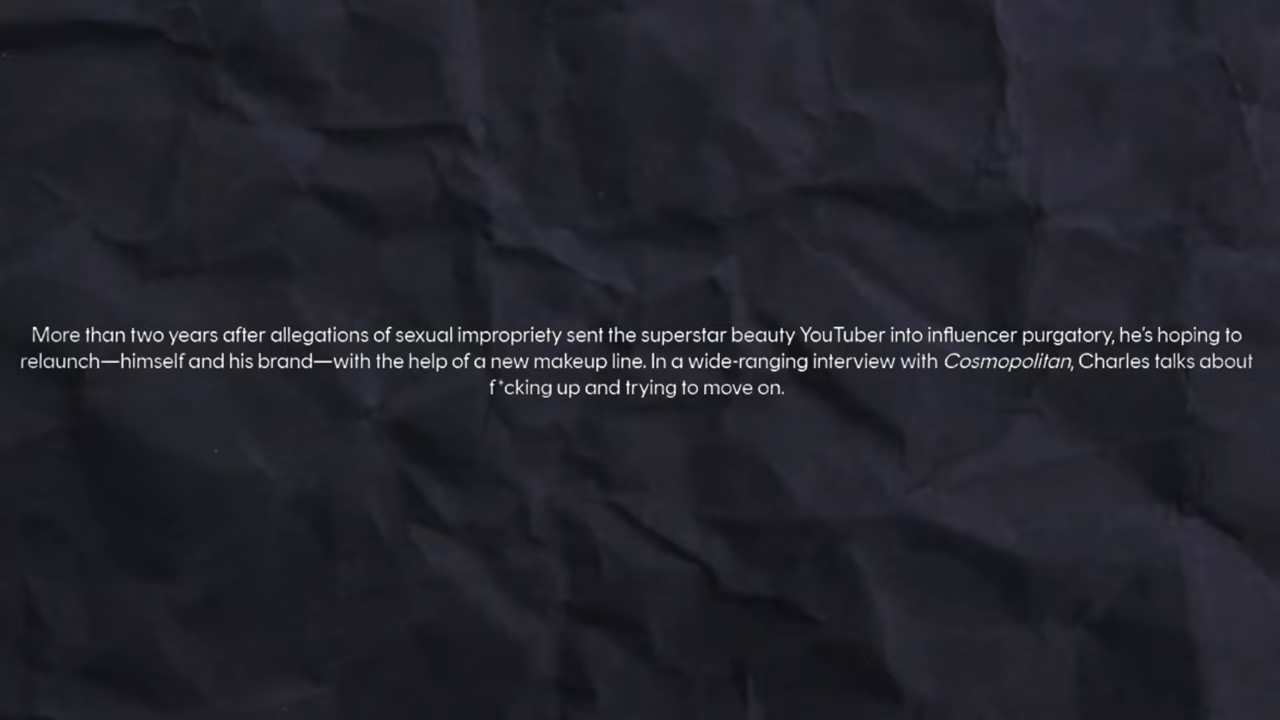 More than two years after allegations of sexual impropriety sent the superstar beauty YouTuber into influencer purgatory, he's hoping to
relaunch—himself and his brand—with the help of a new makeup line. In a wide-ranging interview with Cosmopolitan, Charles talks about
f*cking up and trying to move on.